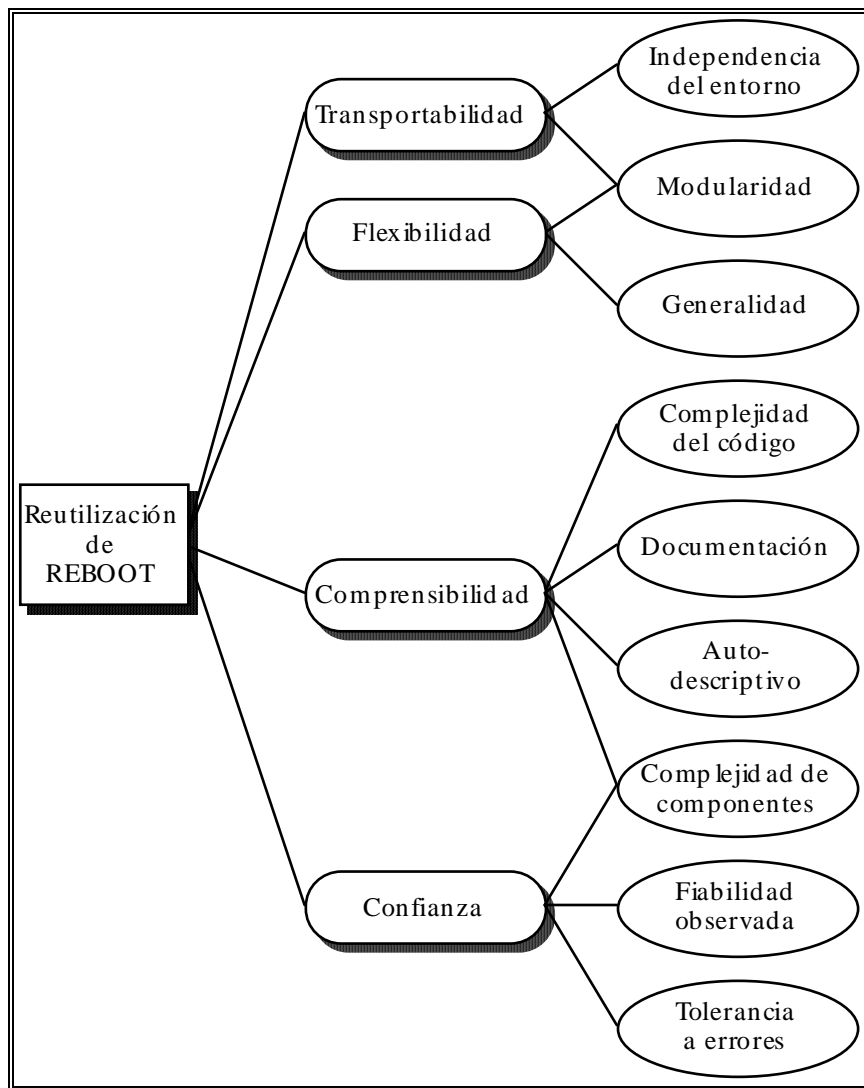 Independencia
del entorno
Transportabilidad
Modularidad
Flexibilidad
Generalidad
Complejidad
del código
Reutilización
de
REBOOT
Documentación
Comprensibilidad
Auto-
descriptivo
Complejidad de
componentes
Confianza
Fiabilidad
observada
Tolerancia
a errores